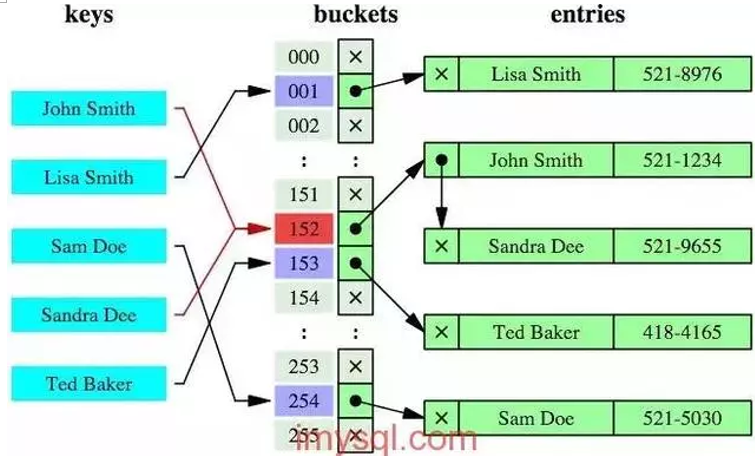 keys buckets entries
000 ×
001 × Lisa Smith 521-8976
John Smith
002 ×
: :
Lisa Smith
John Smith 521-1234
151 ×
152
Sam Doe
× Sandra Dee 521-9655
153
154 ×
Sandra Dee
: :
× Ted Baker 418-4165
253 ×
Ted Baker
254
× Sam Doe 521-5030
255 ×
imysql.com